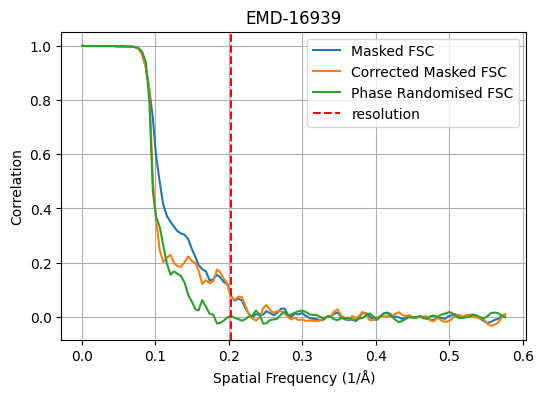 EMD-16939
Masked FSC
Corrected Masked FSC
Phase Randomised FSC
resolution
Correlation
1.0
0.8
0.6
0.4
0.2
0.0
0.0 0.1 0.2 0.3 0.4 0.5 0.6
Spatial Frequency (1/Å)